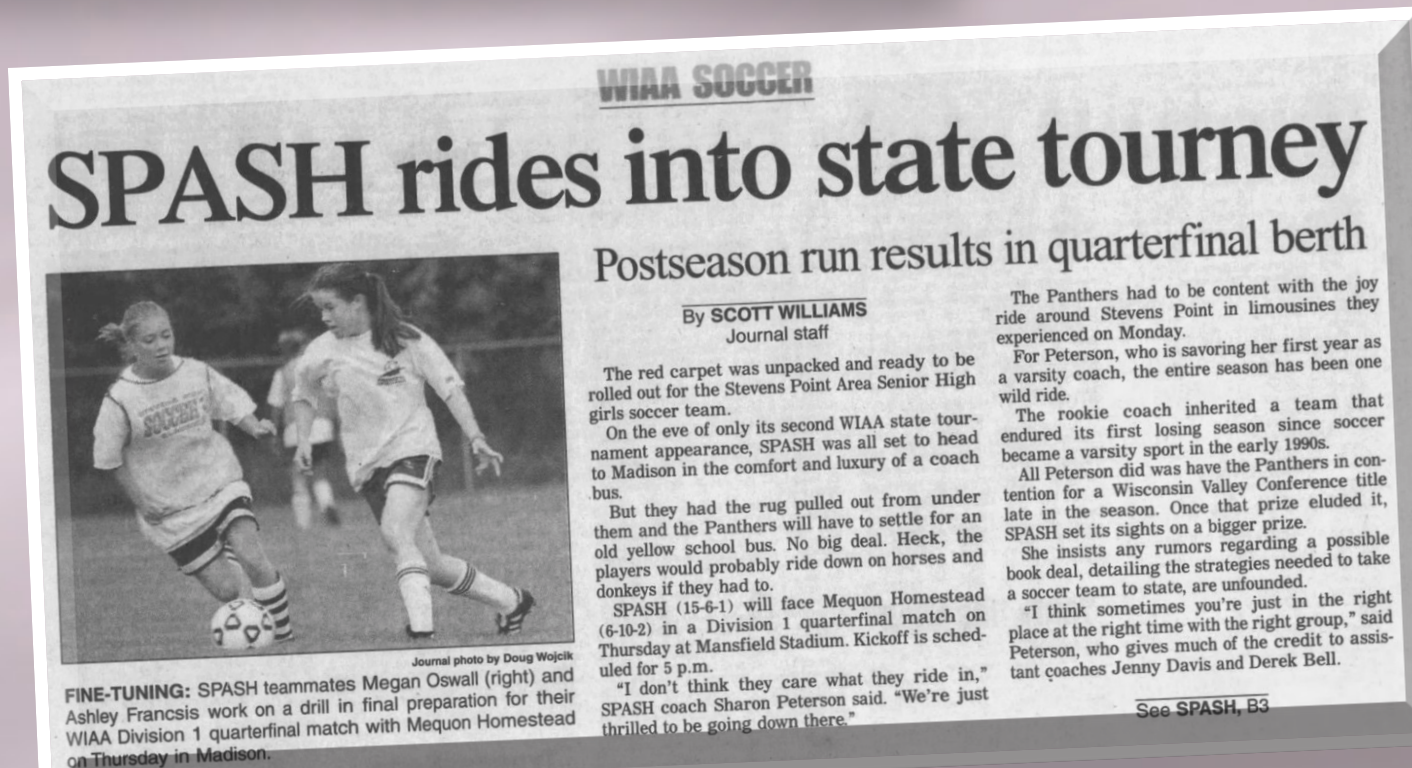 WIAA SOCCER
SPASH rides into state tourney
Postseason run results in quarterfinal berth
Journal photo by Doug Wojcik
FINE-TUNING: SPASH teammates Megan Oswall (right) and
Ashley Francsis work on a drill in final preparation for their
WIAA Division 1 quarterfinal match with Mequon Homestead
on Thursday in Madison.
By SCOTT WILLIAMS
Journal staff
The red carpet was unpacked and ready to be
rolled out for the Stevens Point Area Senior High
girls soccer team.
On the eve of only its second WIAA state tour-
nament appearance, SPASH was all set to head
to Madison in the comfort and luxury of a coach
bus.
But they had the rug pulled out from under
them and the Panthers will have to settle for an
old yellow school bus. No big deal. Heck, the
players would probably ride down on horses and
donkeys if they had to.
SPASH (15-6-1) will face Mequon Homestead
(6-10-2) in a Division 1 quarterfinal match on
Thursday at Mansfield Stadium. Kickoff is sched-
uled for 5 p.m.
“I don’t think they care what they ride in,”
SPASH coach Sharon Peterson said. “We’re just
thrilled to be going down there.”
The Panthers had to be content with the joy
ride around Stevens Point in limousines they
experienced on Monday.
For Peterson, who is savoring her first year as
a varsity coach, the entire season has been one
wild ride.
The rookie coach inherited a team that
endured its first losing season since soccer
became a varsity sport in the early 1990s.
All Peterson did was have the Panthers in con-
tention for a Wisconsin Valley Conference title
late in the season. Once that prize eluded it,
SPASH set its sights on a bigger prize.
She insists any rumors regarding a possible
book deal, detailing the strategies needed to take
a soccer team to state, are unfounded.
“I think sometimes you’re just in the right
place at the right time with the right group,” said
Peterson, who gives much of the credit to assis-
tant coaches Jenny Davis and Derek Bell.
See SPASH, B3
SOCCER